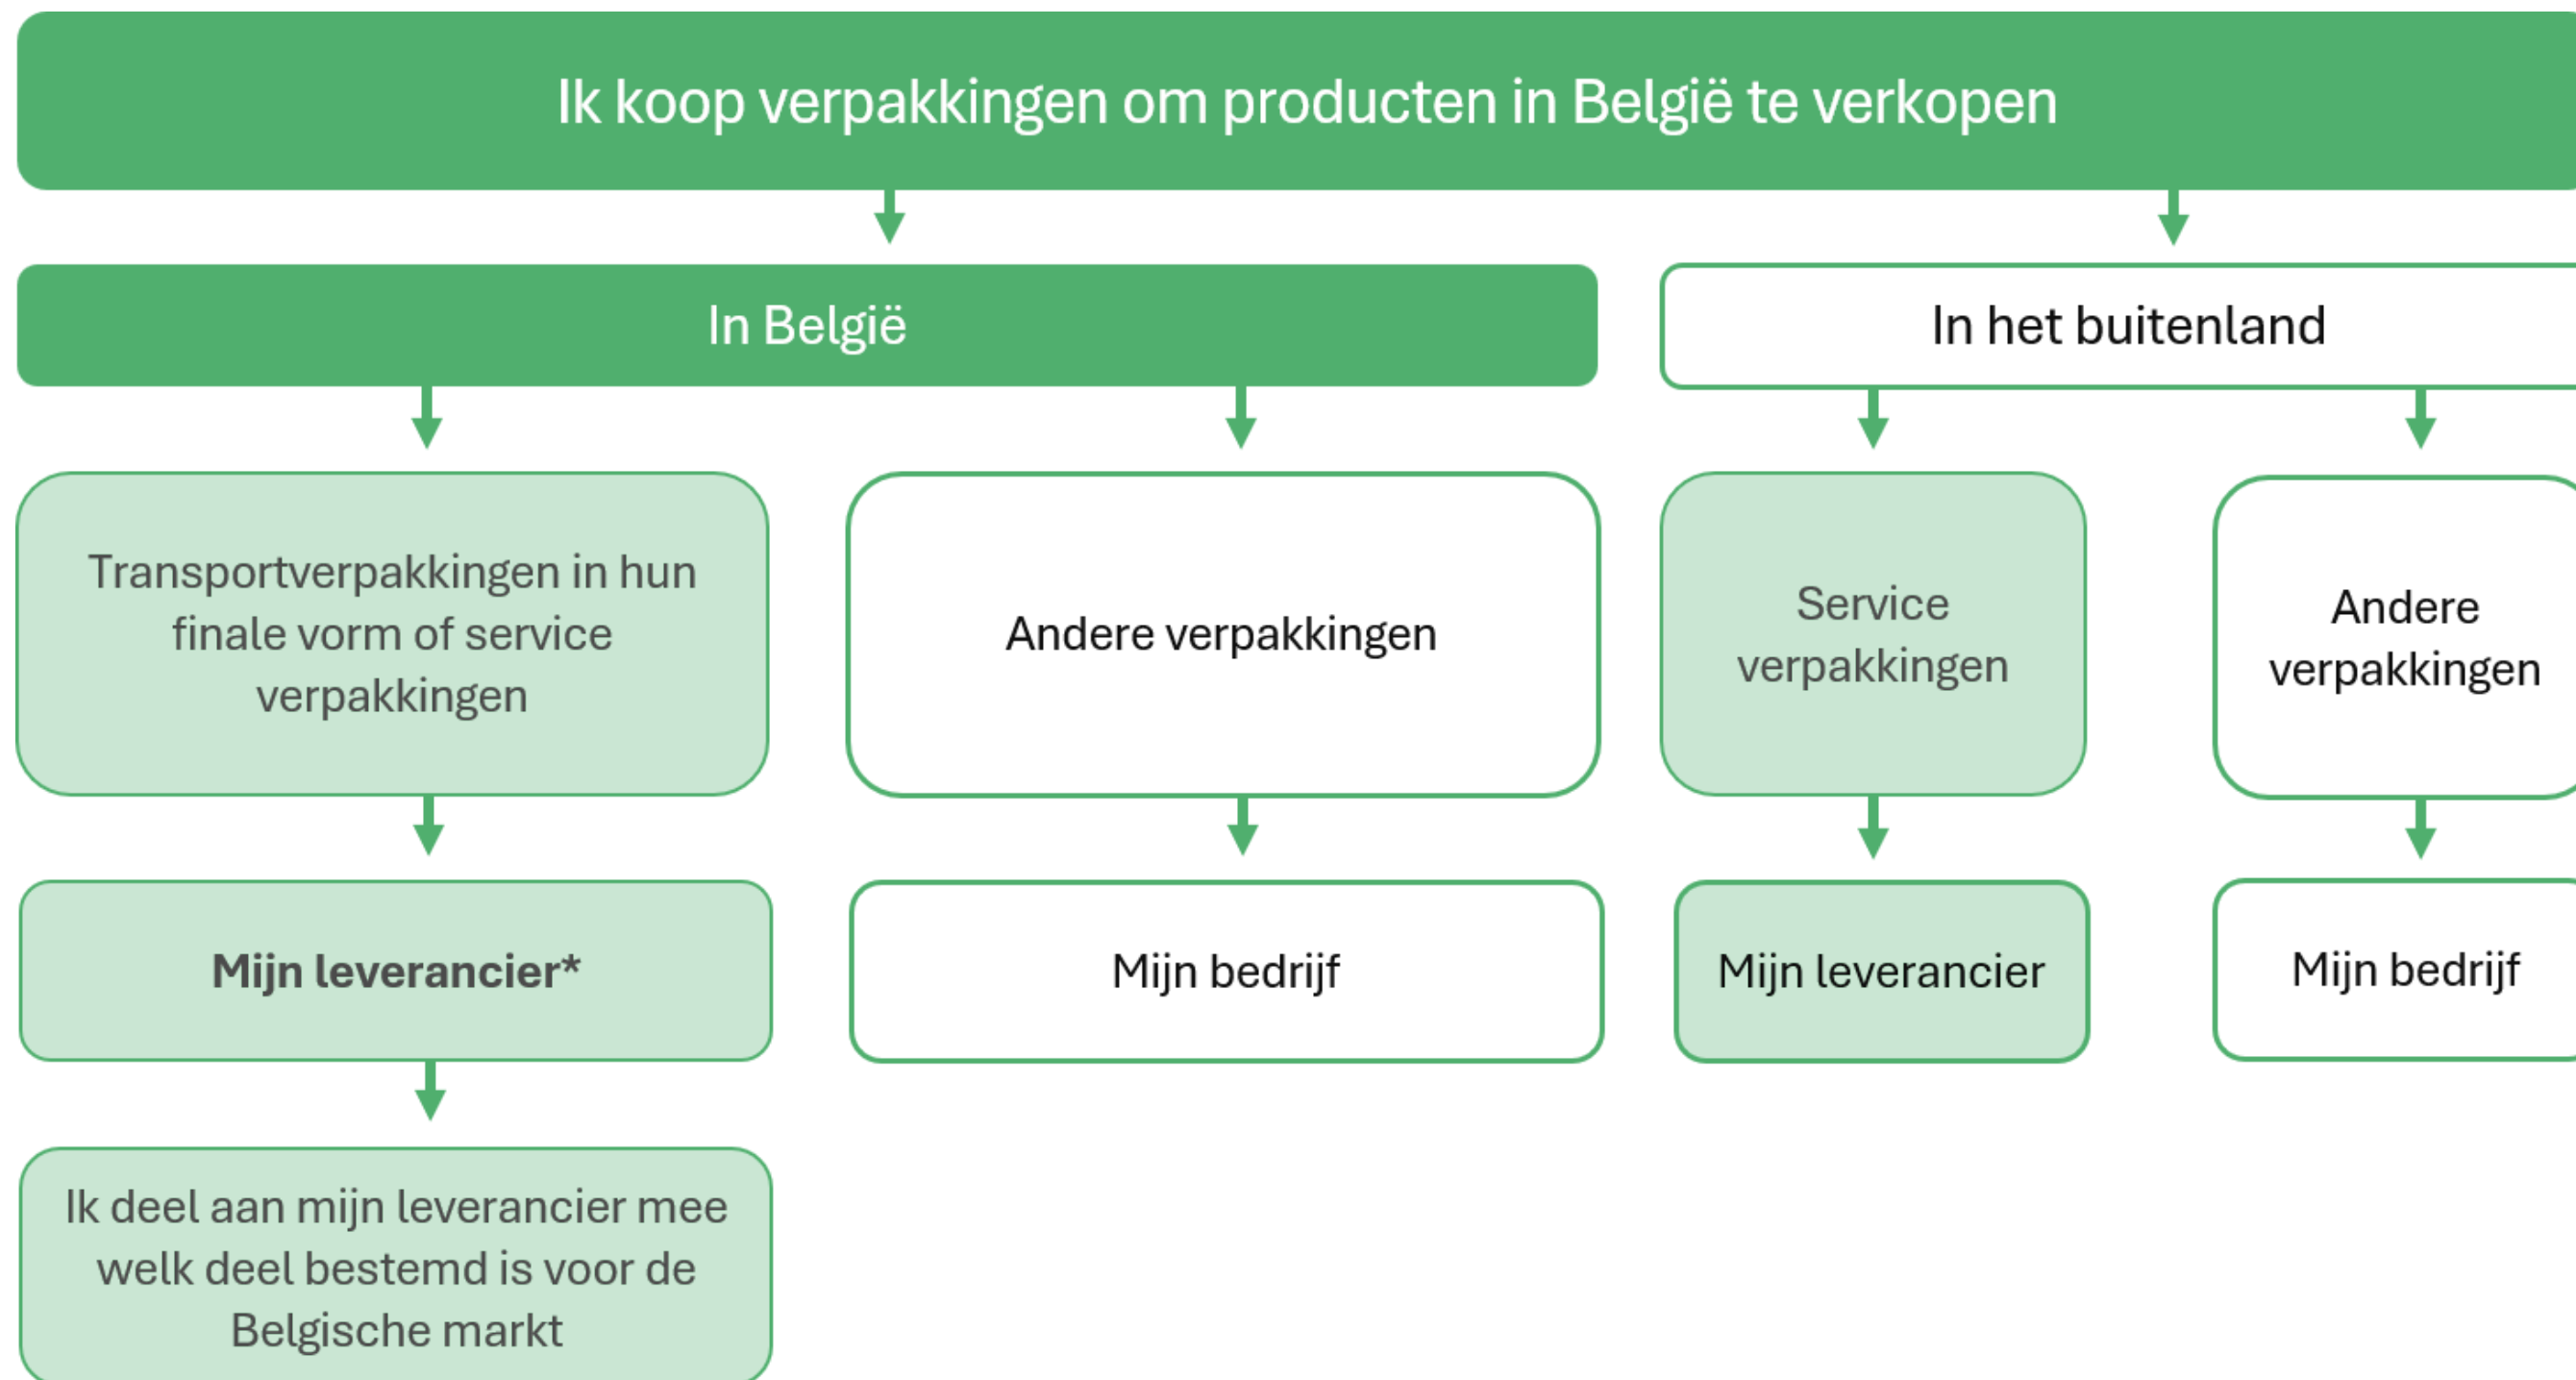 Ik koop verpakkingen om producten in België te verkopen
In België
In het buitenland
Transportverpakkingen in hun
finale vorm of service
verpakkingen
Andere verpakkingen
Service
verpakkingen
Andere
verpakkingen
Mijn leverancier*
Mijn bedrijf
Mijn leverancier
Mijn bedrijf
Ik deel aan mijn leverancier mee
welk deel bestemd is voor de
Belgische markt